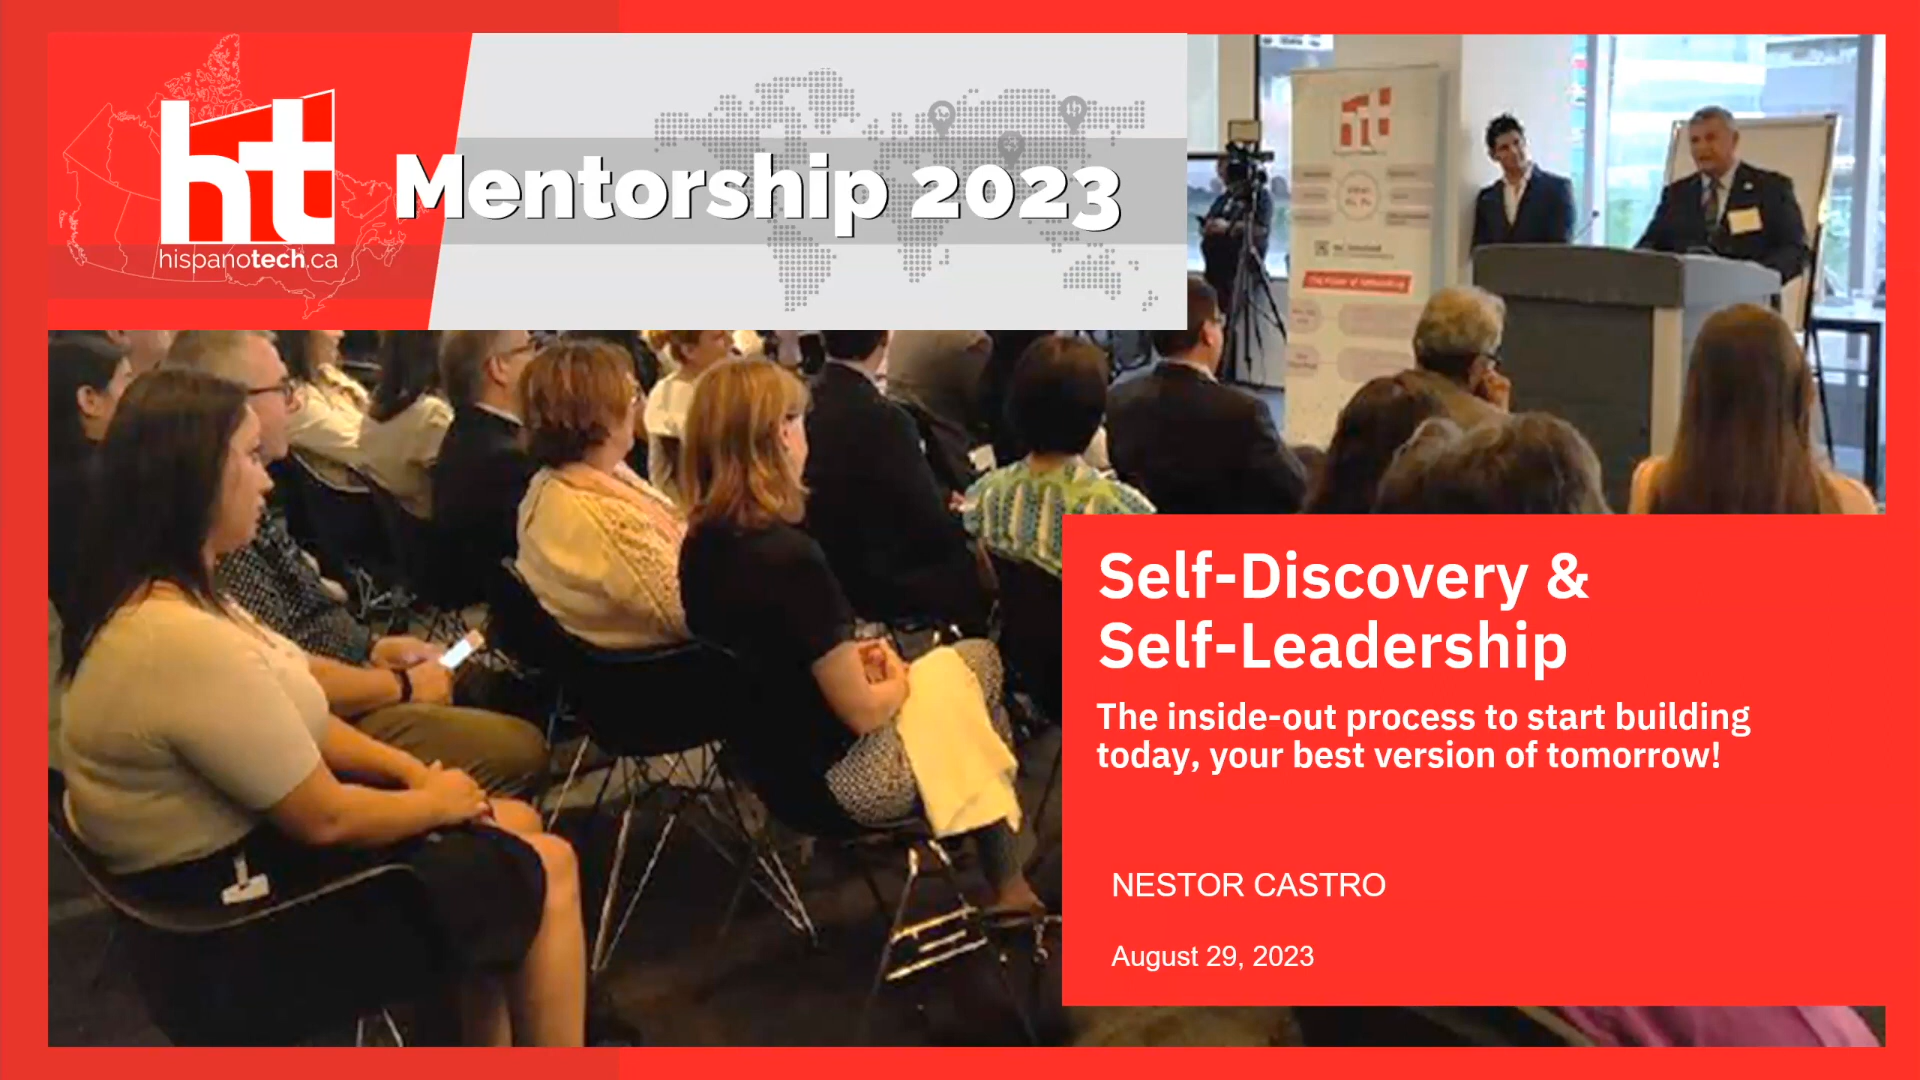 ht
hispanotech.ca
Mentorship 2023
ht
Self-Discovery &
Self-Leadership
The inside-out process to start building
today, your best version of tomorrow!
NESTOR CASTRO
August 29, 2023